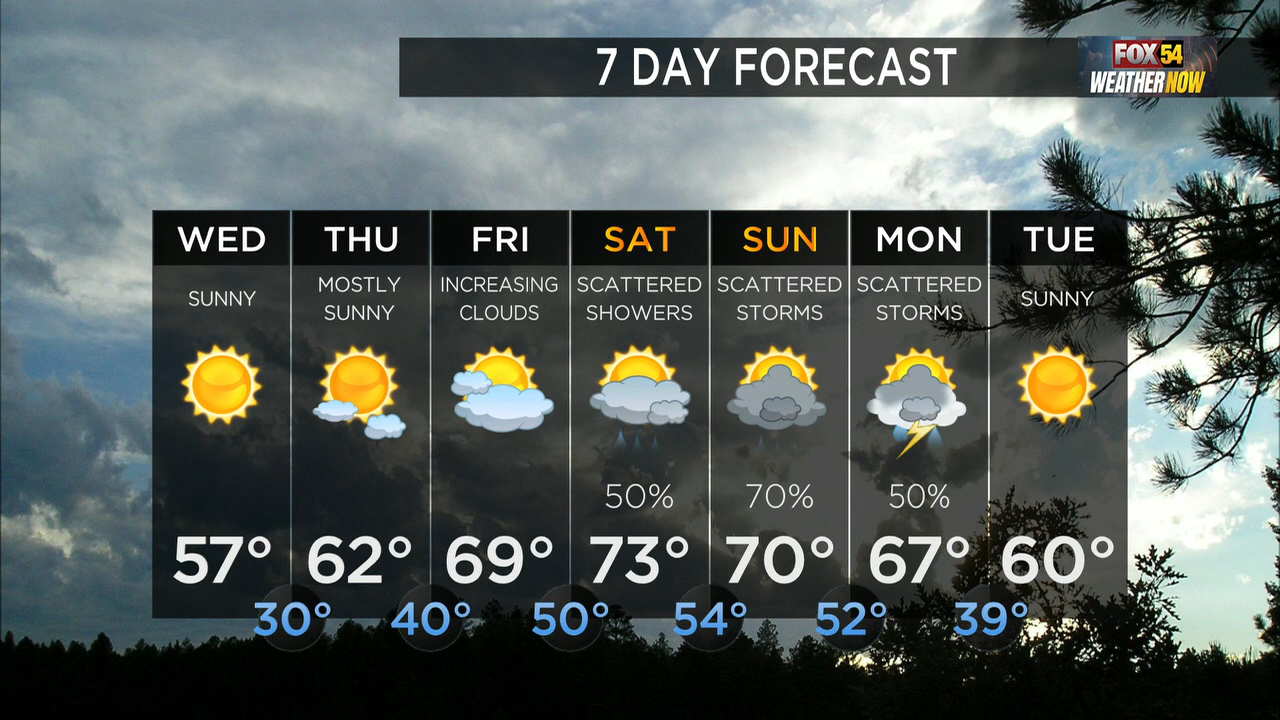 7 DAY FORECAST
FOX 54
WEATHER NOW
WED THU FRI SAT SUN MON TUE
SUNNY
MOSTLY
SUNNY
INCREASING
CLOUDS
SCATTERED
SHOWERS
SCATTERED
STORMS
SCATTERED
STORMS
SUNNY
50% 70% 50%
57° 62° 69° 73° 70° 67° 60°
30° 40° 50° 54° 52° 39°